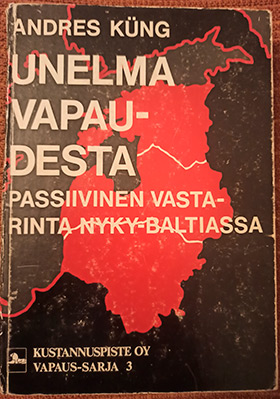 ANDRES KÜNG
UNELMA
VAPAU-
DESTA
PASSIIVINEN VASTA-
RINTA NYKY-BALTIASSA
KUSTANNUSPISTE OY
VAPAUS-SARJA 3